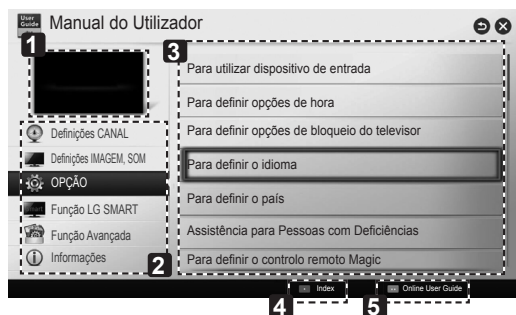 User
Guide
Manual do Utilizador
1
3
Para utilizar dispositivo de entrada
Para definir opções de hora
Para definir opções de bloqueio do televisor
Para definir o idioma
Para definir o país
Assistência para Pessoas com Deficiências
Para definir o controlo remoto Magic
Definições CANAL
Definições IMAGEM, SOM
OPÇÃO
Função LG SMART
Função Avançada
Informações
2
Index
Online User Guide
4
5